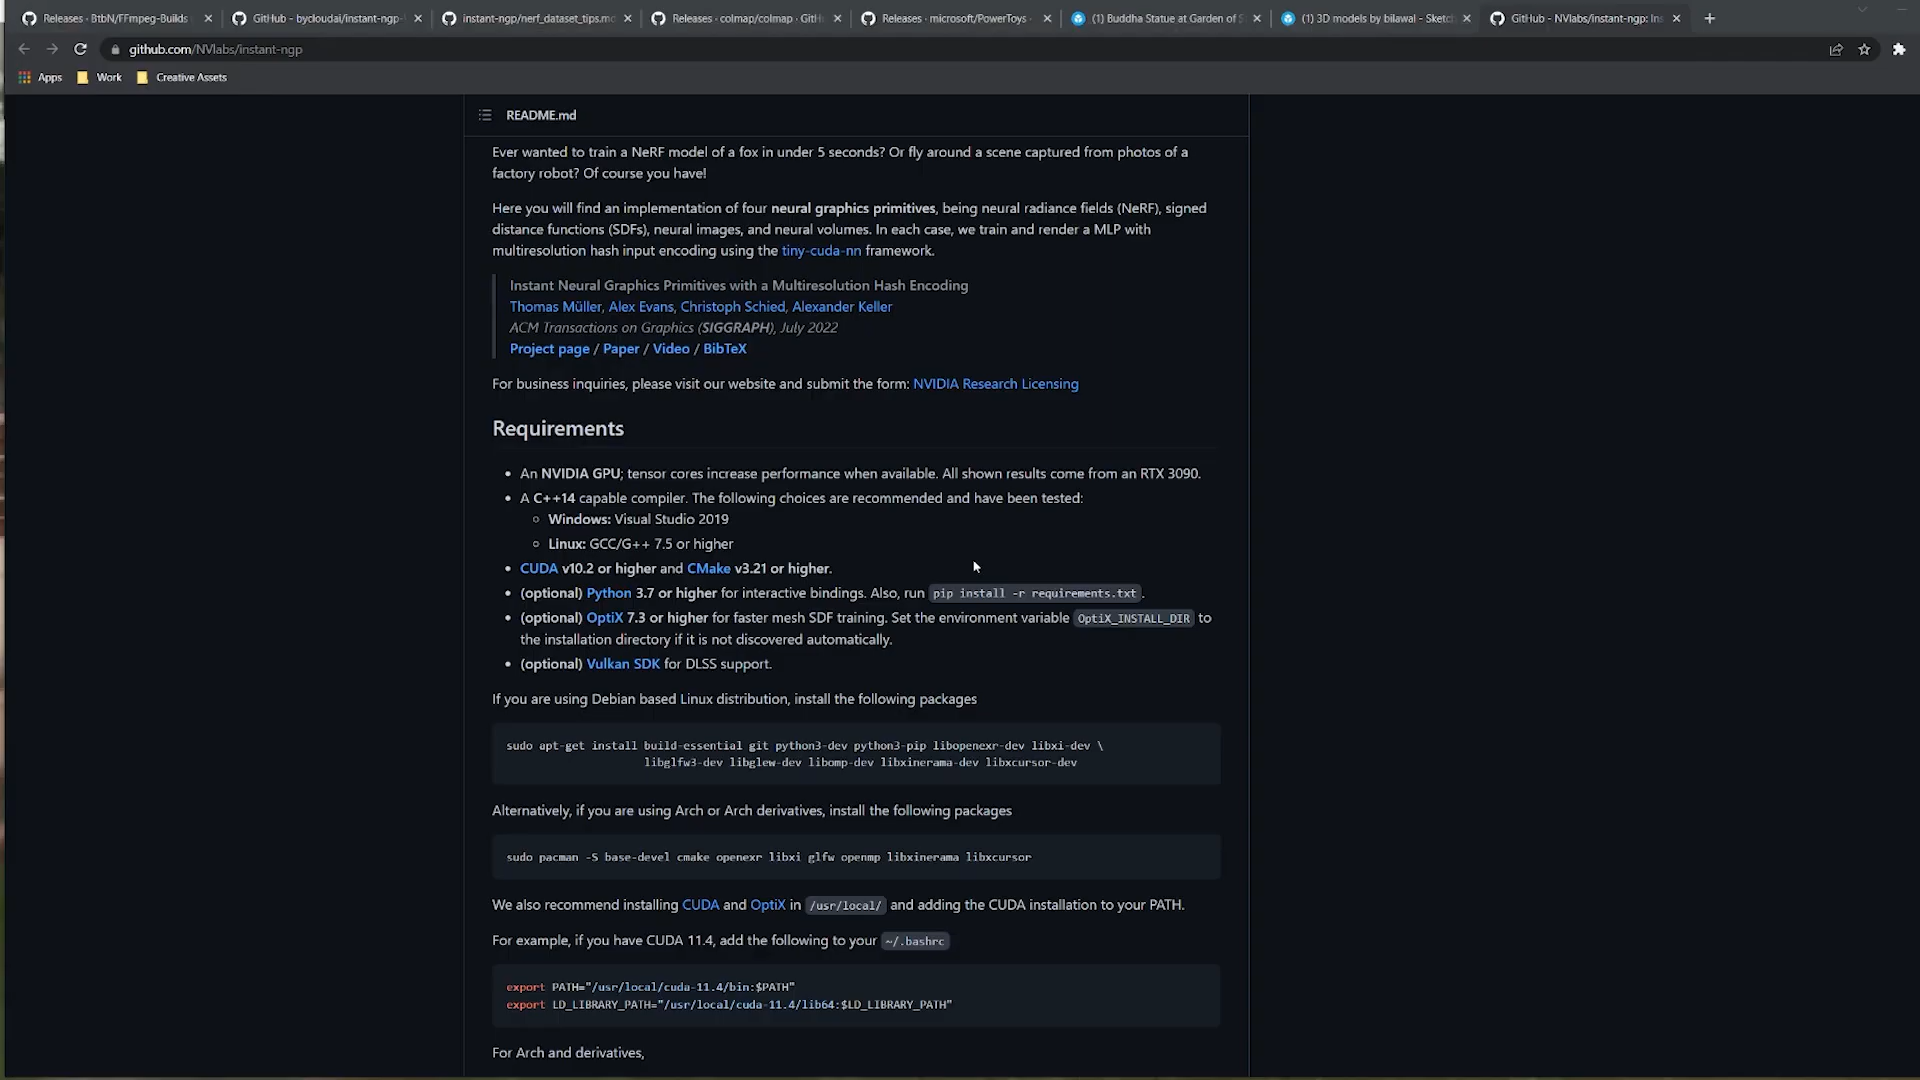 Releases · BtbN/FFmpeg-Builds
GitHub - bycloudai/instant-ngp-
instant-ngp/nerf_dataset_tips.md
Releases · colmap/colmap · GitH
Releases · microsoft/PowerToys ·
(1) Buddha Statue at Garden of
(1) 3D models by bilawal - Sketc
GitHub - NVlabs/instant-ngp: Ins
github.com/NVlabs/instant-ngp
Apps
Work
Creative Assets
README.md
Ever wanted to train a NeRF model of a fox in under 5 seconds? Or fly around a scene captured from photos of a
factory robot? Of course you have!
Here you will find an implementation of four neural graphics primitives, being neural radiance fields (NeRF), signed
distance functions (SDFs), neural images, and neural volumes. In each case, we train and render a MLP with
multiresolution hash input encoding using the tiny-cuda-nn framework.
Instant Neural Graphics Primitives with a Multiresolution Hash Encoding
Thomas Müller, Alex Evans, Christoph Schied, Alexander Keller
ACM Transactions on Graphics (SIGGRAPH), July 2022
Project page / Paper / Video / BibTeX
For business inquiries, please visit our website and submit the form: NVIDIA Research Licensing
Requirements
• An NVIDIA GPU; tensor cores increase performance when available. All shown results come from an RTX 3090.
• A C++14 capable compiler. The following choices are recommended and have been tested:
○ Windows: Visual Studio 2019
○ Linux: GCC/G++ 7.5 or higher
• CUDA v10.2 or higher and CMake v3.21 or higher.
• (optional) Python 3.7 or higher for interactive bindings. Also, run pip install -r requirements.txt.
• (optional) OptiX 7.3 or higher for faster mesh SDF training. Set the environment variable OptiX_INSTALL_DIR to
the installation directory if it is not discovered automatically.
• (optional) Vulkan SDK for DLSS support.
If you are using Debian based Linux distribution, install the following packages
sudo apt-get install build-essential git python3-dev python3-pip libopenexr-dev libxi-dev \
libglfw3-dev libglew-dev libomp-dev libxinerama-dev libxcursor-dev
Alternatively, if you are using Arch or Arch derivatives, install the following packages
sudo pacman -S base-devel cmake openexr libxi glfw openmp libxinerama libxcursor
We also recommend installing CUDA and OptiX in /usr/local/ and adding the CUDA installation to your PATH.
For example, if you have CUDA 11.4, add the following to your ~/.bashrc
export PATH="/usr/local/cuda-11.4/bin:$PATH"
export LD_LIBRARY_PATH="/usr/local/cuda-11.4/lib64:$LD_LIBRARY_PATH"
For Arch and derivatives,